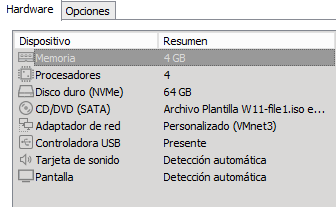 Hardware Opciones
Dispositivo Resumen
Memoria 4 GB
Procesadores 4
Disco duro (NVMe) 64 GB
CD/DVD (SATA) Archivo Plantilla W11-file1.iso e...
Adaptador de red Personalizado (VMnet3)
Controladora USB Presente
Tarjeta de sonido Detección automática
Pantalla Detección automática